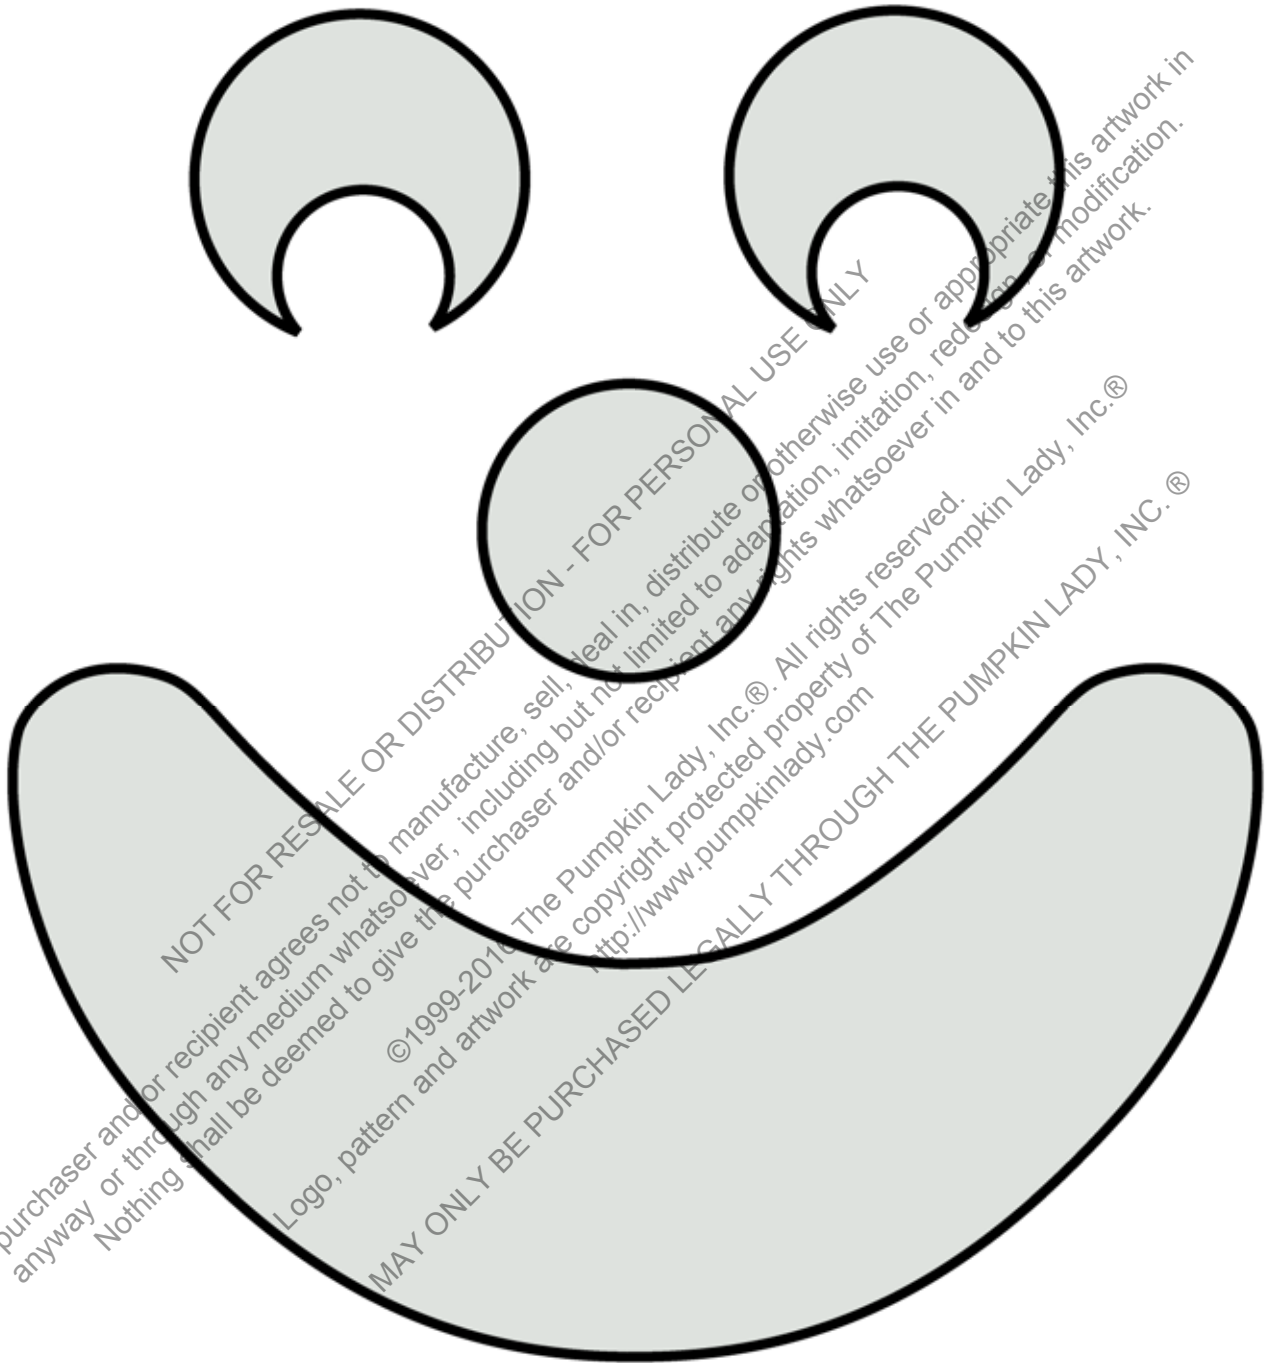 NOT FOR RESALE OR DISTRIBUTION - FOR PERSONAL USE ONLY
purchaser and/or recipient agrees not to manufacture, sell, deal in, distribute or otherwise use or appropriate this artwork in
anyway or through any medium whatsoever, including but not limited to adaptation, imitation, redesign, or modification.
Nothing shall be deemed to give the purchaser and/or recipient any rights whatsoever in and to this artwork.
©1999-2016 The Pumpkin Lady, Inc.®. All rights reserved.
Logo, pattern and artwork are copyright protected property of The Pumpkin Lady, Inc.®
http://www.pumpkinlady.com
MAY ONLY BE PURCHASED LEGALLY THROUGH THE PUMPKIN LADY, INC. ®